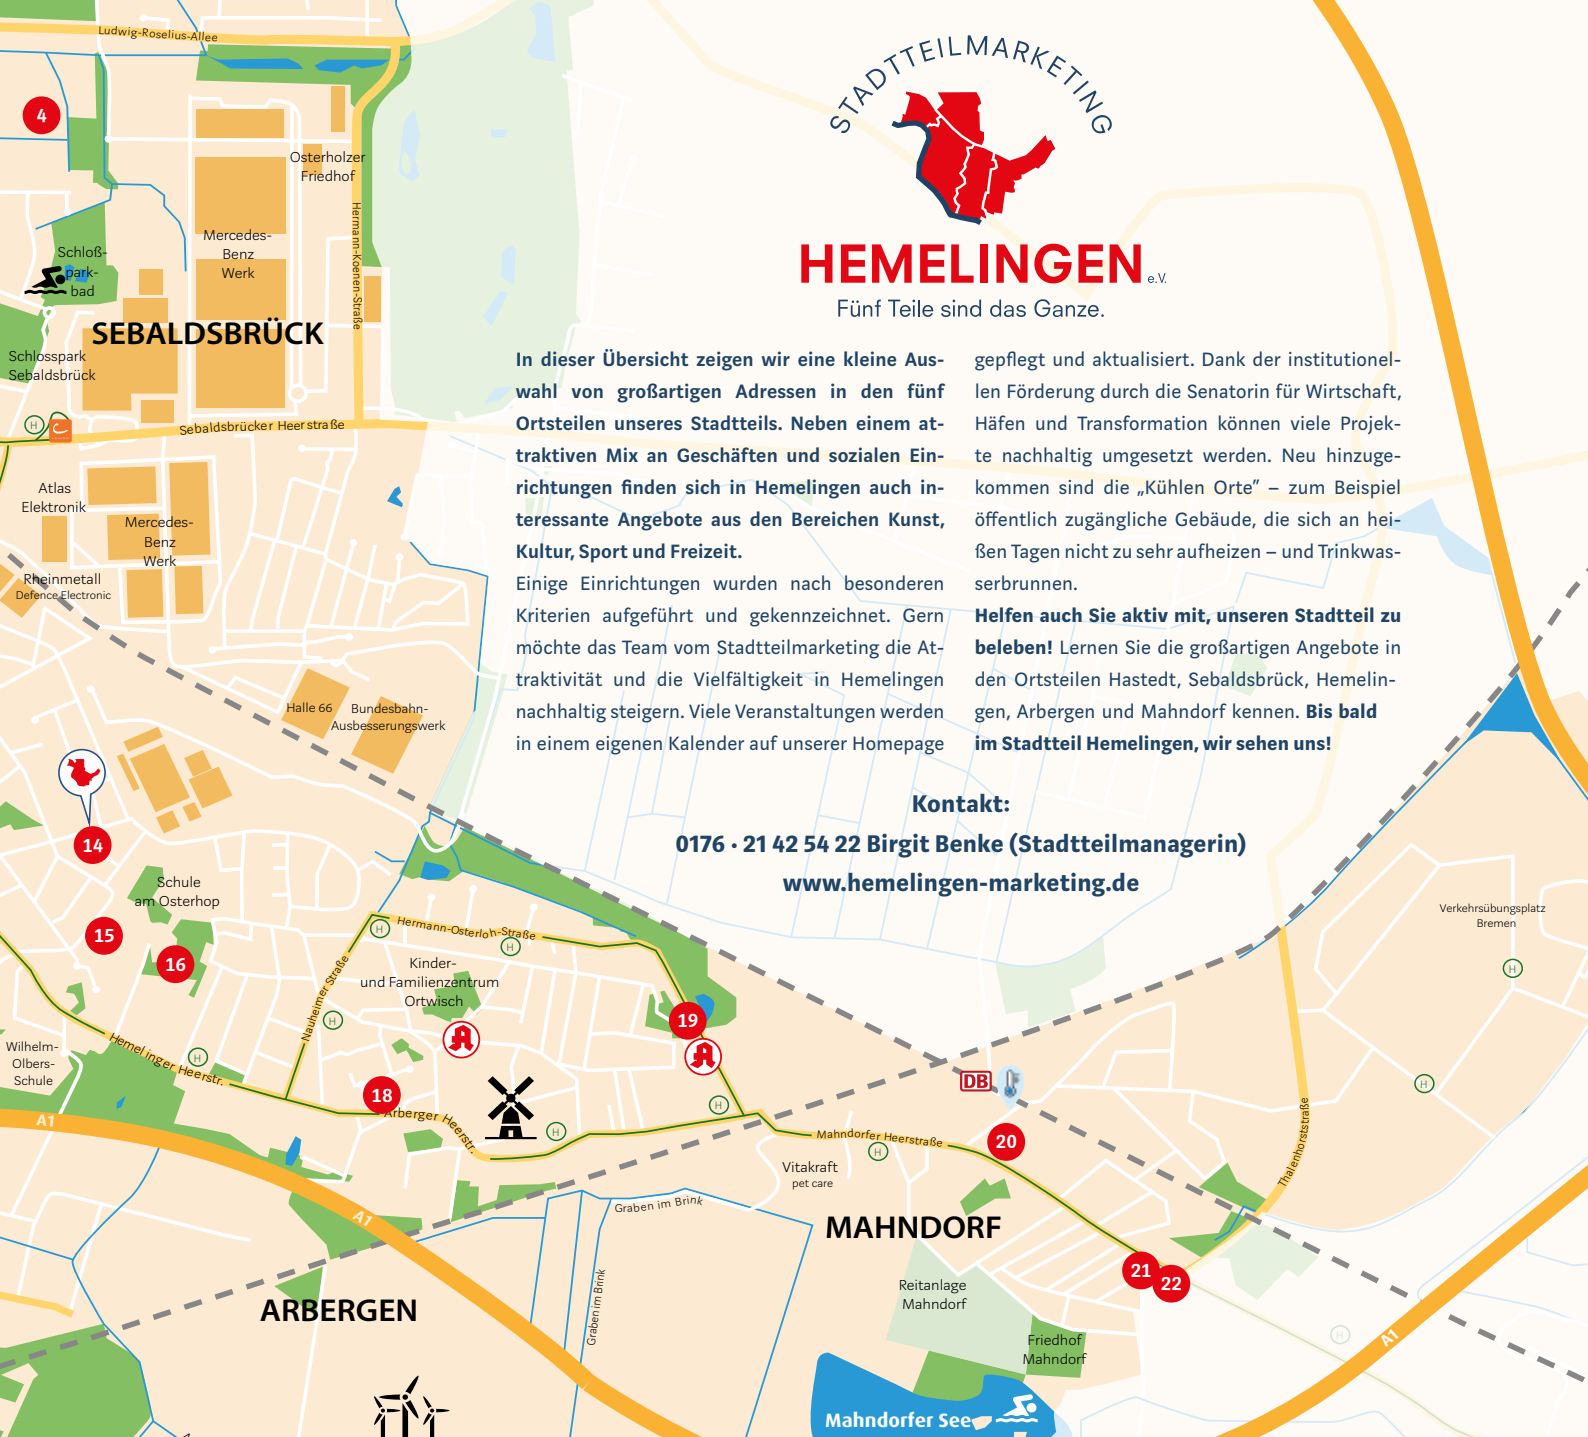 Ludwig-Roselius-Allee
4
Osterholzer
Friedhof
Hermann-Koenen-Straße
Mercedes-
Benz
Werk
Schloß-
park-
bad
SEBALDSBRÜCK
Schlosspark
Sebaldsbrück
H
Sebaldsbrücker Heerstraße
Atlas
Elektronik
Mercedes-
Benz
Werk
Rheinmetall
Defence Electronic
Halle 66
Bundesbahn-
Ausbesserungswerk
STADTTEILMARKETING
HEMELINGEN e.V.
Fünf Teile sind das Ganze.
In dieser Übersicht zeigen wir eine kleine Aus-
wahl von großartigen Adressen in den fünf
Ortsteilen unseres Stadtteils. Neben einem at-
traktiven Mix an Geschäften und sozialen Ein-
richtungen finden sich in Hemelingen auch in-
teressante Angebote aus den Bereichen Kunst,
Kultur, Sport und Freizeit.
Einige Einrichtungen wurden nach besonderen
Kriterien aufgeführt und gekennzeichnet. Gern
möchte das Team vom Stadtteilmarketing die At-
traktivität und die Vielfältigkeit in Hemelingen
nachhaltig steigern. Viele Veranstaltungen werden
in einem eigenen Kalender auf unserer Homepage
gepflegt und aktualisiert. Dank der institutionel-
len Förderung durch die Senatorin für Wirtschaft,
Häfen und Transformation können viele Projek-
te nachhaltig umgesetzt werden. Neu hinzuge-
kommen sind die „Kühlen Orte” – zum Beispiel
öffentlich zugängliche Gebäude, die sich an hei-
ßen Tagen nicht zu sehr aufheizen – und Trinkwas-
serbrunnen.
Helfen auch Sie aktiv mit, unseren Stadtteil zu
beleben! Lernen Sie die großartigen Angebote in
den Ortsteilen Hastedt, Sebaldsbrück, Hemelin-
gen, Arbergen und Mahndorf kennen. Bis bald
im Stadtteil Hemelingen, wir sehen uns!
Kontakt:
0176 · 21 42 54 22 Birgit Benke (Stadtteilmanagerin)
www.hemelingen-marketing.de
14
Schule
am Osterhop
15
16
H
Hermann-Osterloh-Straße
H
Kinder-
und Familienzentrum
Ortwisch
Nauheimer Straße
H
A
19
A
Verkehrsübungsplatz
Bremen
H
Wilhelm-
Olbers-
Schule
Hemelinger Heerstr.
H
18
Arberger Heerstr.
H
H
DB
H
20
Mahndorfer Heerstraße
H
Thalenhorststraße
A1
Vitakraft
pet care
Graben im Brink
A1
MAHNDORF
21
22
Reitanlage
Mahndorf
Graben im Brink
ARBERGEN
Friedhof
Mahndorf
H
A1
Mahndorfer See